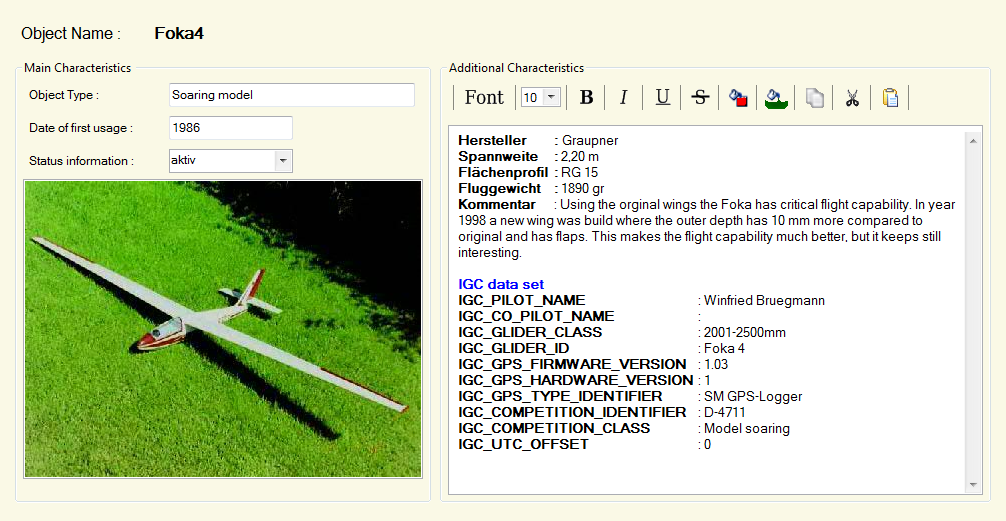 Object Name : Foka4
Main Characteristics
Object Type : Soaring model
Date of first usage : 1986
Status information : aktiv
Additional Characteristics
Font 10 B I U S
Hersteller : Graupner
Spannweite : 2,20 m
Flächenprofil : RG 15
Fluggewicht : 1890 gr
Kommentar : Using the orginal wings the Foka has critical flight capability. In year
1998 a new wing was build where the outer depth has 10 mm more compared to
original and has flaps. This makes the flight capability much better, but it keeps still
interesting.
IGC data set
IGC_PILOT_NAME : Winfried Bruegmann
IGC_CO_PILOT_NAME :
IGC_GLIDER_CLASS : 2001-2500mm
IGC_GLIDER_ID : Foka 4
IGC_GPS_FIRMWARE_VERSION : 1.03
IGC_GPS_HARDWARE_VERSION : 1
IGC_GPS_TYPE_IDENTIFIER : SM GPS-Logger
IGC_COMPETITION_IDENTIFIER : D-4711
IGC_COMPETITION_CLASS : Model soaring
IGC_UTC_OFFSET : 0